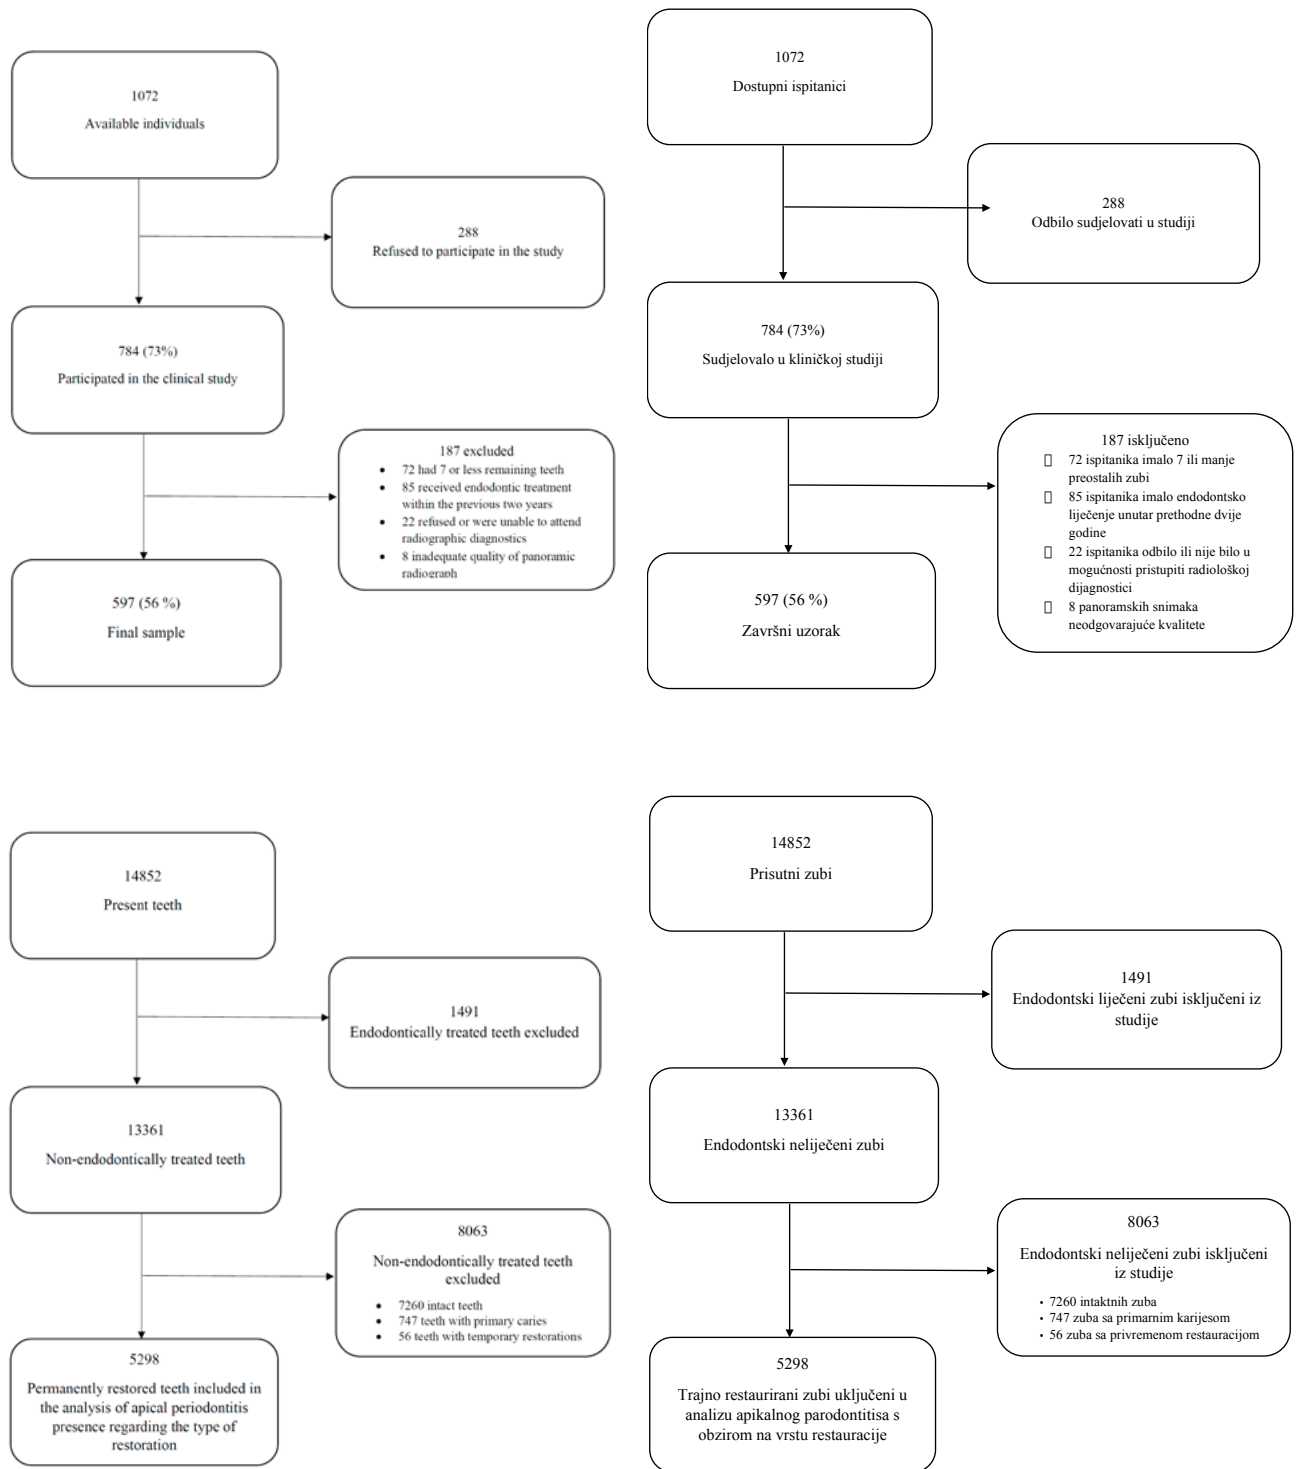 1072
Available individuals
288
Refused to participate in the study
784 (73%)
Participated in the clinical study
187 excluded
• 72 had 7 or less remaining teeth
• 85 received endodontic treatment
within the previous two years
• 22 refused or were unable to attend
radiographic diagnostics
• 8 inadequate quality of panoramic
radiograph
597 (56 %)
Final sample
1072
Dostupni ispitanici
288
Odbilo sudjelovati u studiji
784 (73%)
Sudjelovalo u kliničkoj studiji
187 isključeno
▯ 72 ispitanika imalo 7 ili manje
preostalih zubi
▯ 85 ispitanika imalo endodontsko
liječenje unutar prethodne dvije
godine
▯ 22 ispitanika odbilo ili nije bilo u
mogućnosti pristupiti radiološkoj
dijagnostici
▯ 8 panoramskih snimaka
neodgovarajuće kvalitete
597 (56 %)
Završni uzorak
14852
Present teeth
1491
Endodontically treated teeth excluded
13361
Non-endodontically treated teeth
8063
Non-endodontically treated teeth
excluded
• 7260 intact teeth
• 747 teeth with primary caries
• 56 teeth with temporary restorations
5298
Permanently restored teeth included in
the analysis of apical periodontitis
presence regarding the type of
restoration
14852
Prisutni zubi
1491
Endodontski liječeni zubi isključeni iz
studije
13361
Endodontski neliječeni zubi
8063
Endodontski neliječeni zubi isključeni
iz studije
• 7260 intaktnih zuba
• 747 zuba sa primarnim karijesom
• 56 zuba sa privremenom restauracijom
5298
Trajno restaurirani zubi uključeni u
analizu apikalnog parodontitisa s
obzirom na vrstu restauracije